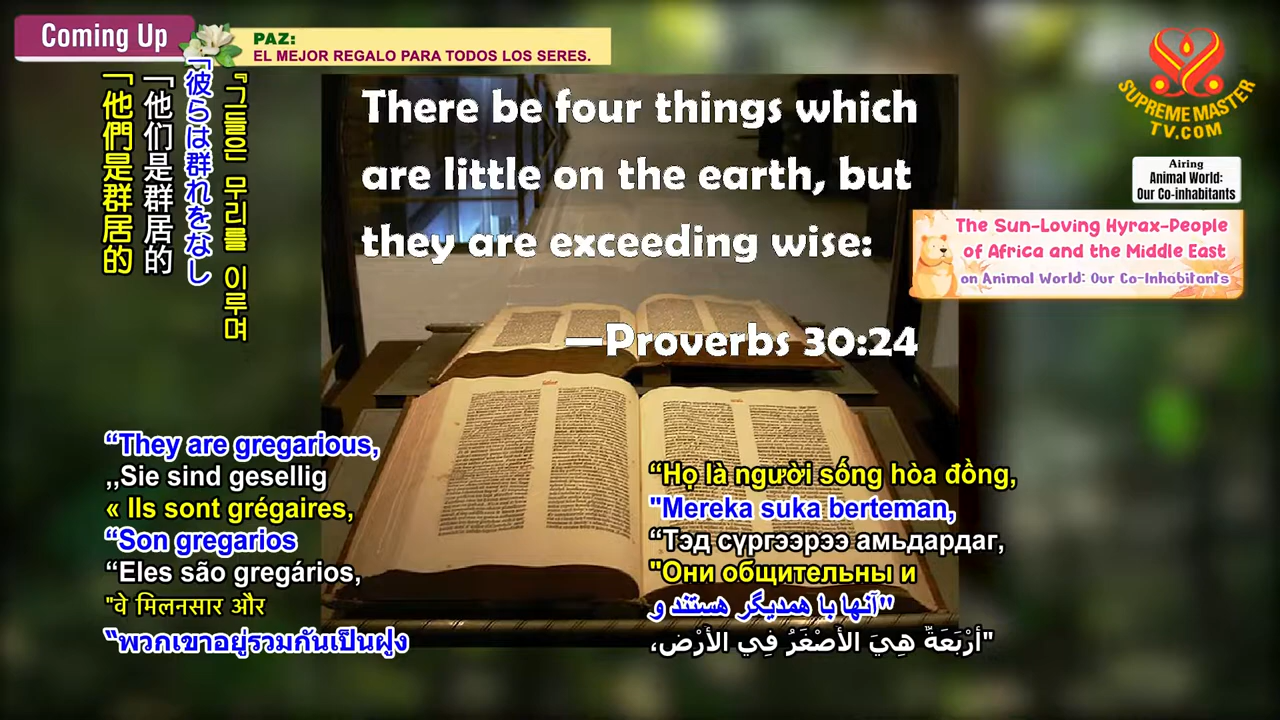 Coming Up
PAZ:
EL MEJOR REGALO PARA TODOS LOS SERES.
SUPREME MASTER
TV.COM
Airing
Animal World:
Our Co-inhabitants
The Sun-Loving Hyrax-People
of Africa and the Middle East
on Animal World: Our Co-Inhabitants
There be four things which
are little on the earth, but
they are exceeding wise:
—Proverbs 30:24
『그들은 무리를 이루며
「彼らは群れをなし
「他们是群居的
「他們是群居的
“They are gregarious,
,,Sie sind gesellig
« Ils sont grégaires,
“Son gregarios
“Eles são gregários,
"वे मिलनसार और
“พวกเขาอยู่รวมกันเป็นฝูง
“Họ là người sống hòa đồng,
"Mereka suka berteman,
“Тэд сүргээрээ амьдардаг,
"Они общительны и
"آنها با همدیگر هستند و
"أَرْبَعَةٌ هِيَ الأَصْغَرُ فِي الأَرْضِ،